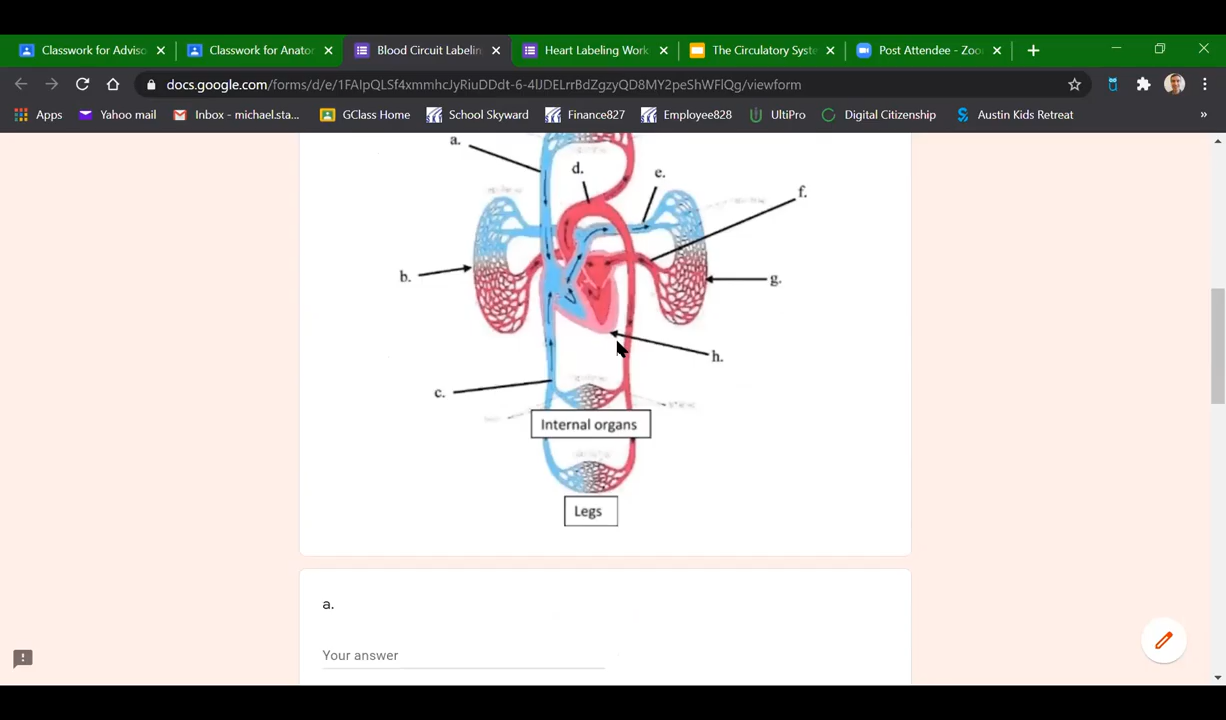 Classwork for Adviso
Classwork for Anator
Blood Circuit Labelin
Heart Labeling Work
The Circulatory Syste
Post Attendee - Zoo
docs.google.com/forms/d/e/1FAIpQLSf4xmmhcJyRiuDDdt-6-4lJDELrrBdZgzyQD8MY2peShWFlQg/viewform
Apps Yahoo mail Inbox - michael.sta... GClass Home School Skyward Finance827 Employee828 UltiPro Digital Citizenship Austin Kids Retreat »
a.
d.
e.
f.
b.
g.
h.
c.
Internal organs
Legs
a.
Your answer